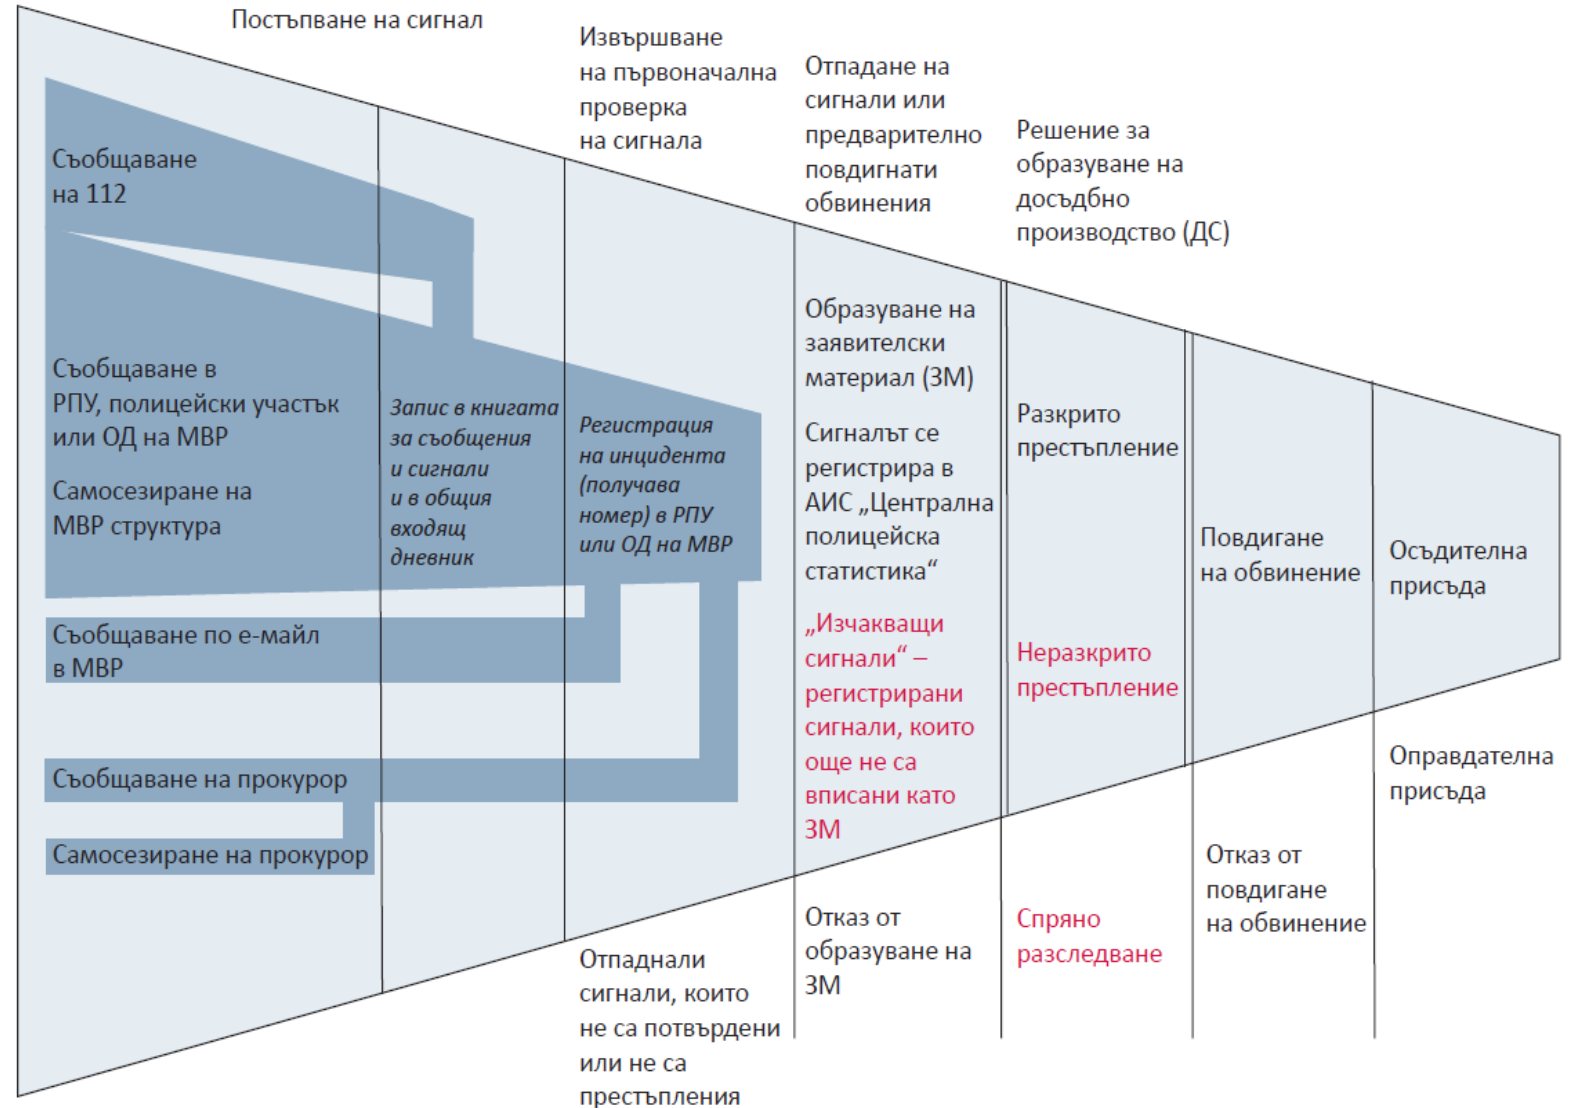 Постъпване на сигнал
Извършване
на първоначална
проверка
на сигнала
Отпадане на
сигнали или
предварително
повдигнати
обвинения
Решение за
образуване на
досъдбно
производство (ДС)
Съобщаване
на 112
Съобщаване в
РПУ, полицейски участък
или ОД на МВР
Самосезиране на
МВР структура
Съобщаване по е-майл
в МВР
Съобщаване на прокурор
Самосезиране на прокурор
Запис в книгата
за съобщения
и сигнали
и в общия
входящ
дневник
Регистрация
на инцидента
(получава
номер) в РПУ
или ОД на МВР
Отпаднали
сигнали, които
не са потвърдени
или не са
престъпления
Образуване на
заявителски
материал (ЗМ)
Сигналът се
регистрира в
АИС „Централна
полицейска
статистика“
„Изчакващи
сигнали“ –
регистрирани
сигнали, които
още не са
вписани като
ЗМ
Отказ от
образуване на
ЗМ
Разкрито
престъпление
Неразкрито
престъпление
Спряно
разследване
Повдигане
на обвинение
Отказ от
повдигане
на обвинение
Осъдителна
присъда
Оправдателна
присъда